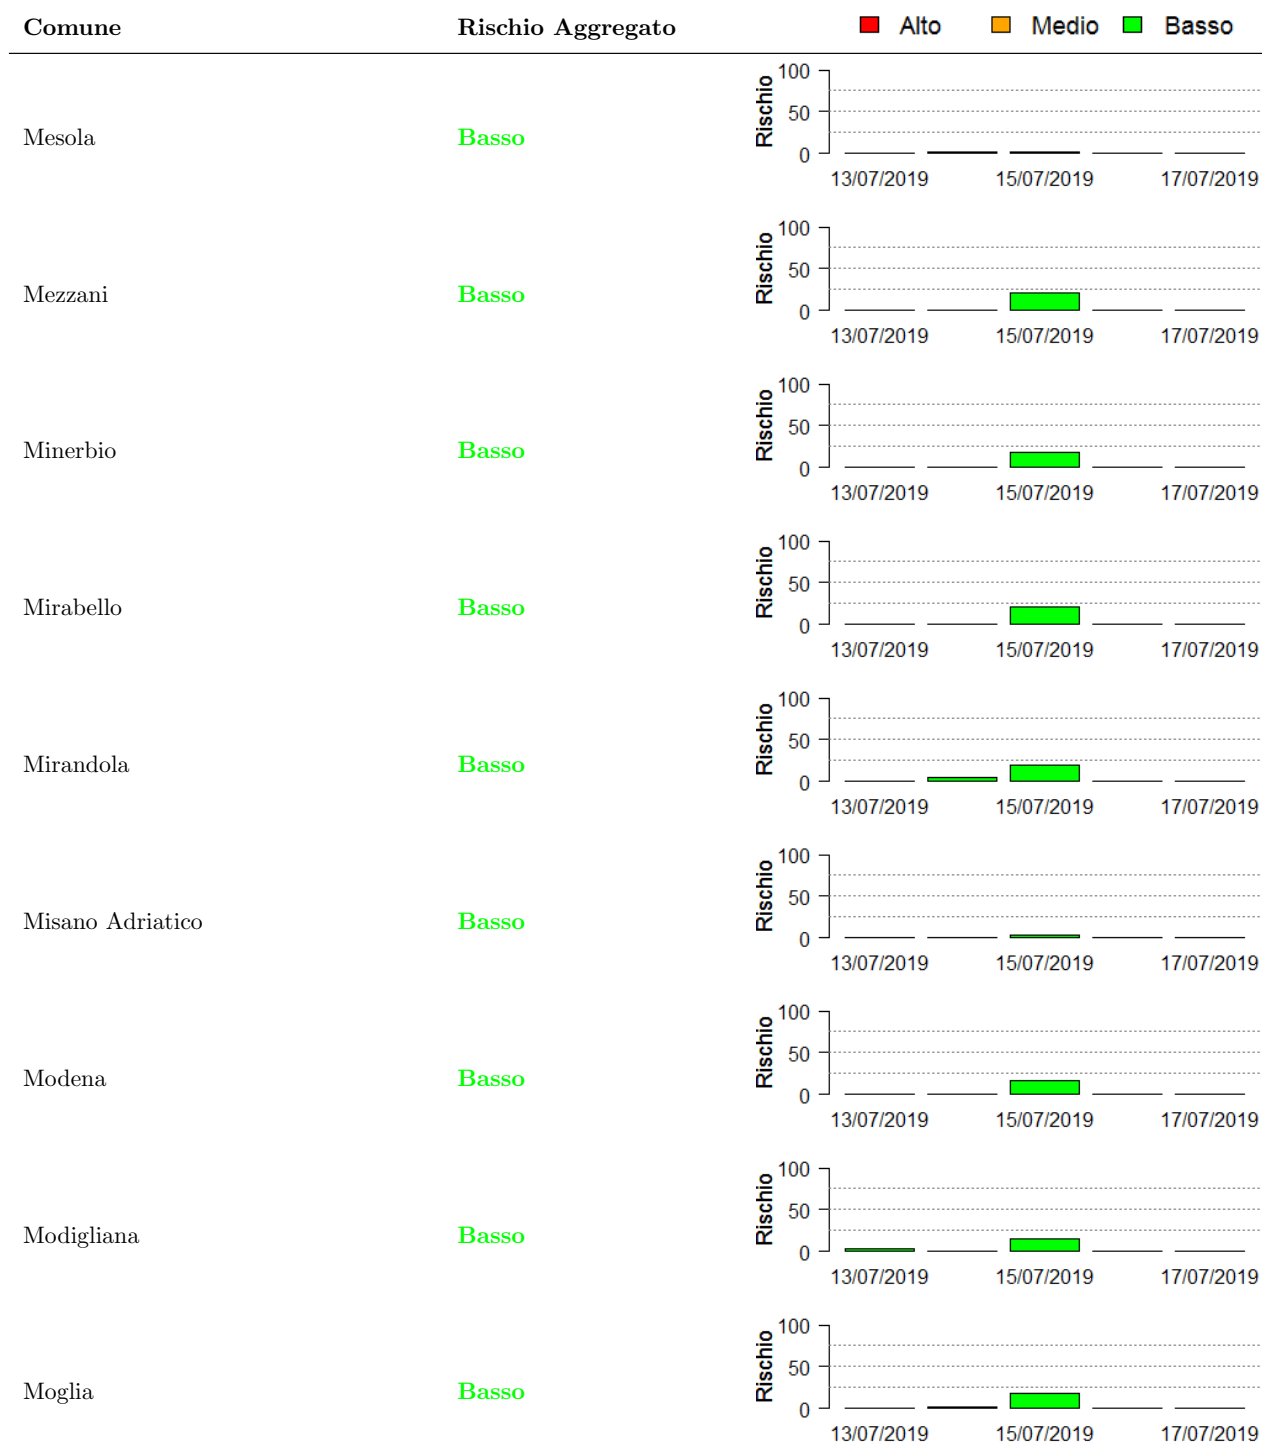 Comune Rischio Aggregato Alto Medio Basso
Mesola Basso
Rischio
100
50
0
13/07/2019 15/07/2019 17/07/2019
Mezzani Basso
Rischio
100
50
0
13/07/2019 15/07/2019 17/07/2019
Minerbio Basso
Rischio
100
50
0
13/07/2019 15/07/2019 17/07/2019
Mirabello Basso
Rischio
100
50
0
13/07/2019 15/07/2019 17/07/2019
Mirandola Basso
Rischio
100
50
0
13/07/2019 15/07/2019 17/07/2019
Misano Adriatico Basso
Rischio
100
50
0
13/07/2019 15/07/2019 17/07/2019
Modena Basso
Rischio
100
50
0
13/07/2019 15/07/2019 17/07/2019
Modigliana Basso
Rischio
100
50
0
13/07/2019 15/07/2019 17/07/2019
Moglia Basso
Rischio
100
50
0
13/07/2019 15/07/2019 17/07/2019